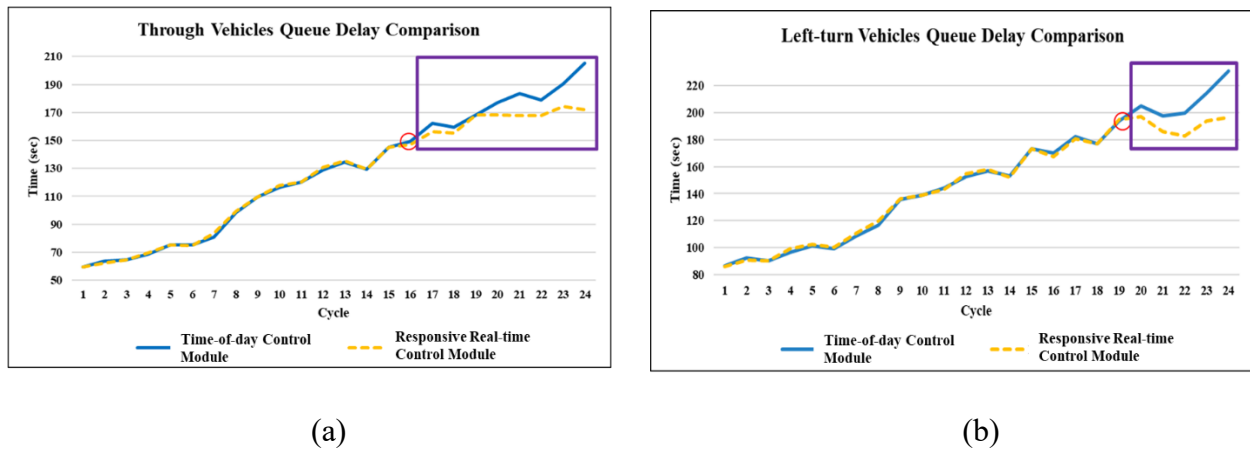 Through Vehicles Queue Delay Comparison
210
190
170
150
130
110
90
70
50
Time (sec)
1 2 3 4 5 6 7 8 9 10 11 12 13 14 15 16 17 18 19 20 21 22 23 24
Cycle
Time-of-day Control
Module
Responsive Real-time
Control Module
(a)
Left-turn Vehicles Queue Delay Comparison
220
200
180
160
140
120
100
80
Time (sec)
1 2 3 4 5 6 7 8 9 10 11 12 13 14 15 16 17 18 19 20 21 22 23 24
Cycle
Time-of-day Control
Module
Responsive Real-time
Control Module
(b)